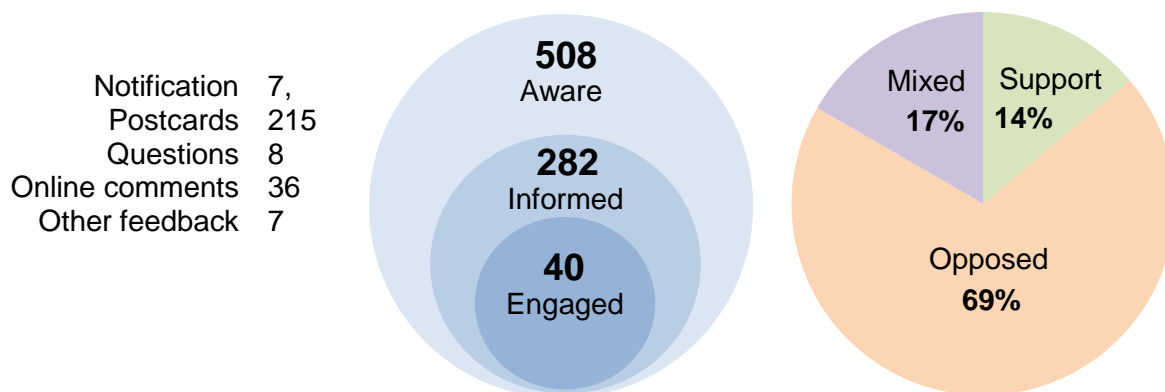 Notification 7,
Postcards 215
Questions 8
Online comments 36
Other feedback 7
508
Aware
282
Informed
40
Engaged
Mixed
17%
Support
14%
Opposed
69%